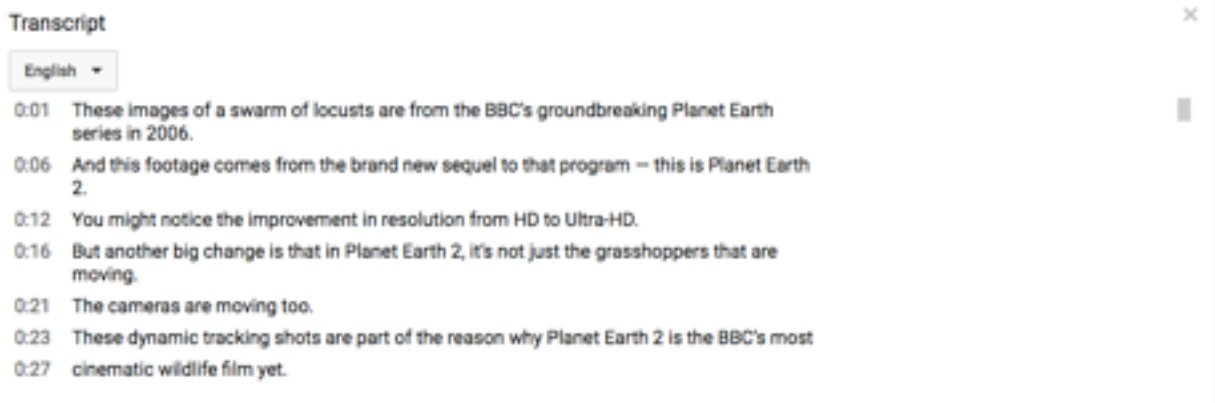 Transcript
English
0:01 These images of a swarm of locusts are from the BBC's groundbreaking Planet Earth
series in 2006.
0:06 And this footage comes from the brand new sequel to that program — this is Planet Earth
2.
0:12 You might notice the improvement in resolution from HD to Ultra-HD.
0:16 But another big change is that in Planet Earth 2, it's not just the grasshoppers that are
moving.
0:21 The cameras are moving too.
0:23 These dynamic tracking shots are part of the reason why Planet Earth 2 is the BBC's most
0:27 cinematic wildlife film yet.